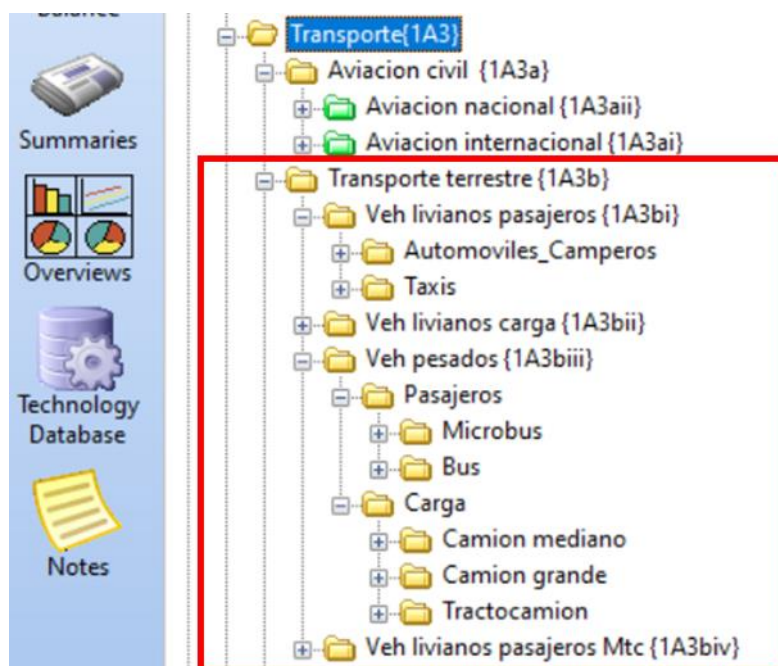 Balance
Summaries
Overviews
Technology
Database
Notes
Transporte{1A3}
Aviacion civil {1A3a}
Aviacion nacional {1A3aii}
Aviacion internacional {1A3ai}
Transporte terrestre {1A3b}
Veh livianos pasajeros {1A3bi}
Automoviles_Camperos
Taxis
Veh livianos carga {1A3bii}
Veh pesados {1A3biii}
Pasajeros
Microbus
Bus
Carga
Camion mediano
Camion grande
Tractocamion
Veh livianos pasajeros Mtc {1A3biv}